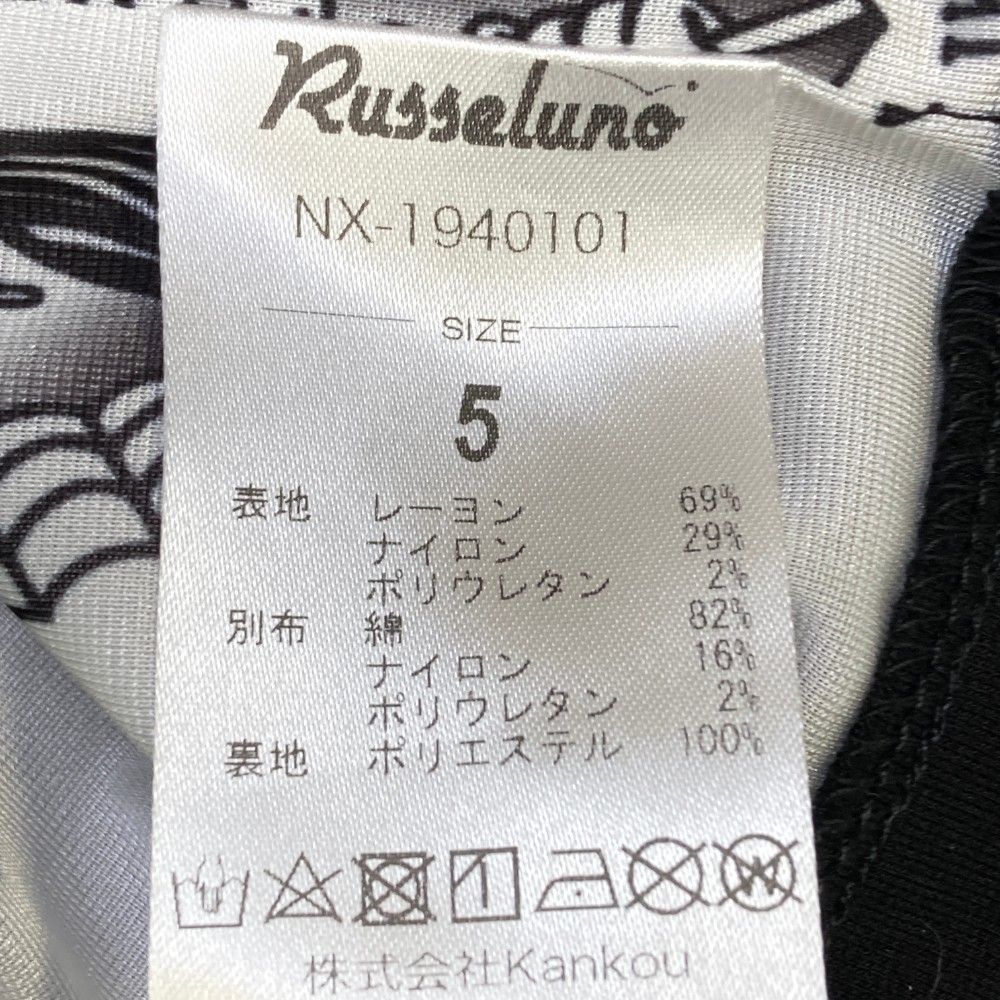 Russeluno
NX-1940101
SIZE
5
表地 レーヨン 69%
ナイロン 29%
ポリウレタン 2%
別布 綿 82%
ナイロン 16%
ポリウレタン 2%
裏地 ポリエステル 100%
株式会社Kankou